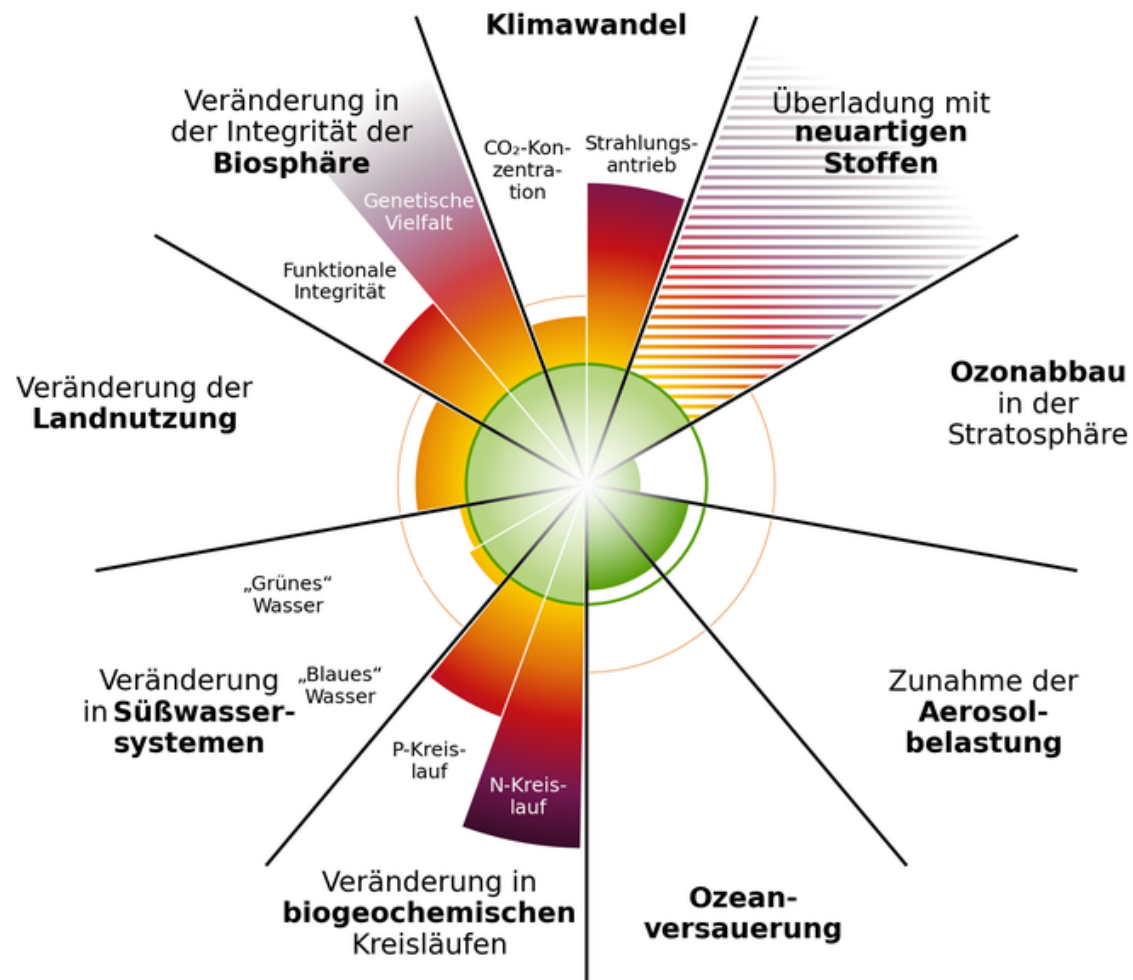 Klimawandel
CO₂-Kon-
zentra-
tion
Strahlungs-
antrieb
Überladung mit
neuartigen
Stoffen
Ozonabbau
in der
Stratosphäre
Zunahme der
Aerosol-
belastung
Ozean-
versauerung
Veränderung in
biogeochemischen
Kreisläufen
P-Kreis-
lauf
N-Kreis-
lauf
Veränderung
in Süßwasser-
systemen
„Grünes“
Wasser
„Blaues“
Wasser
Veränderung der
Landnutzung
Veränderung in
der Integrität der
Biosphäre
Funktionale
Integrität
Genetische
Vielfalt